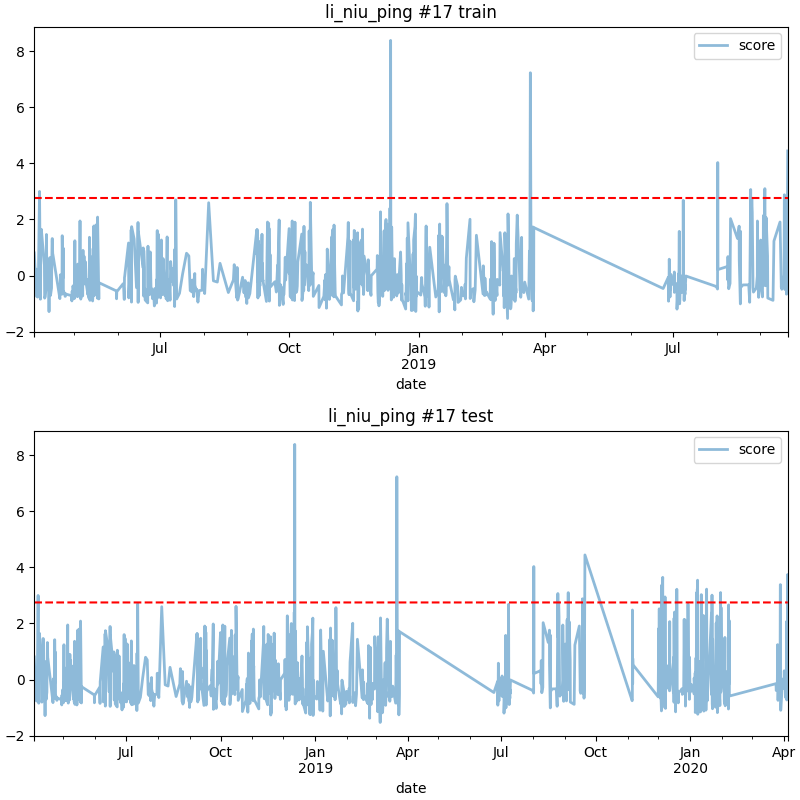 li_niu_ping #17 train
score
8
6
4
2
0
−2
Jul
Oct
Jan
2019
Apr
Jul
date
li_niu_ping #17 test
score
8
6
4
2
0
−2
Jul
Oct
Jan
2019
Apr
Jul
Oct
Jan
2020
Apr
date